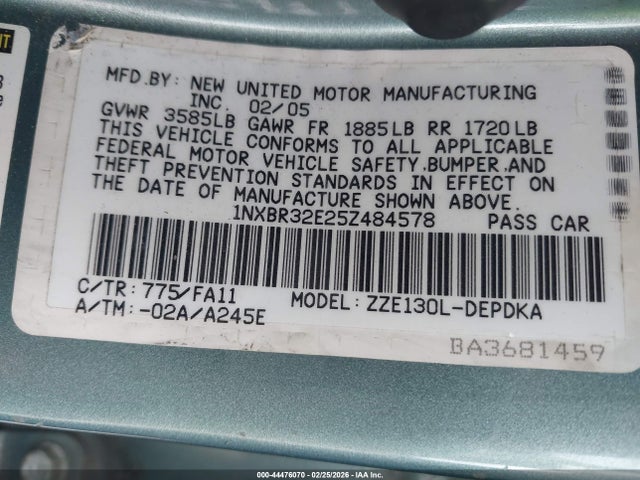 MFD.BY: NEW UNITED MOTOR MANUFACTURING
INC. 02/05
GVWR 3585LB GAWR FR 1885LB RR 1720LB
THIS VEHICLE CONFORMS TO ALL APPLICABLE
FEDERAL MOTOR VEHICLE SAFETY.BUMPER.AND
THEFT PREVENTION STANDARDS IN EFFECT ON
THE DATE OF MANUFACTURE SHOWN ABOVE.
1NXBR32E25Z484578 PASS CAR
C/TR:775/FA11 MODEL:ZZE130L-DEPDKA
A/TM:-02A/A245E
BA3681459
000-44476070 - 02/25/2026 - COPYRIGHT IAA